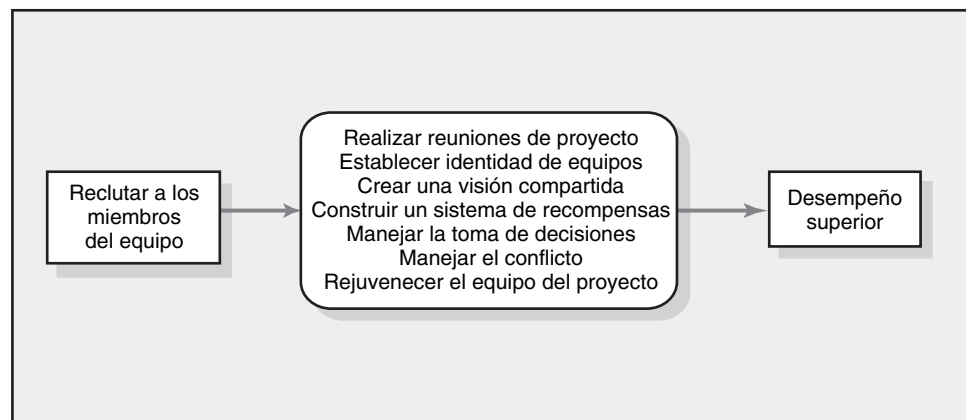 Reclutar a los
miembros
del equipo
Realizar reuniones de proyecto
Establecer identidad de equipos
Crear una visión compartida
Construir un sistema de recompensas
Manejar la toma de decisiones
Manejar el conflicto
Rejuvenecer el equipo del proyecto
Desempeño
superior